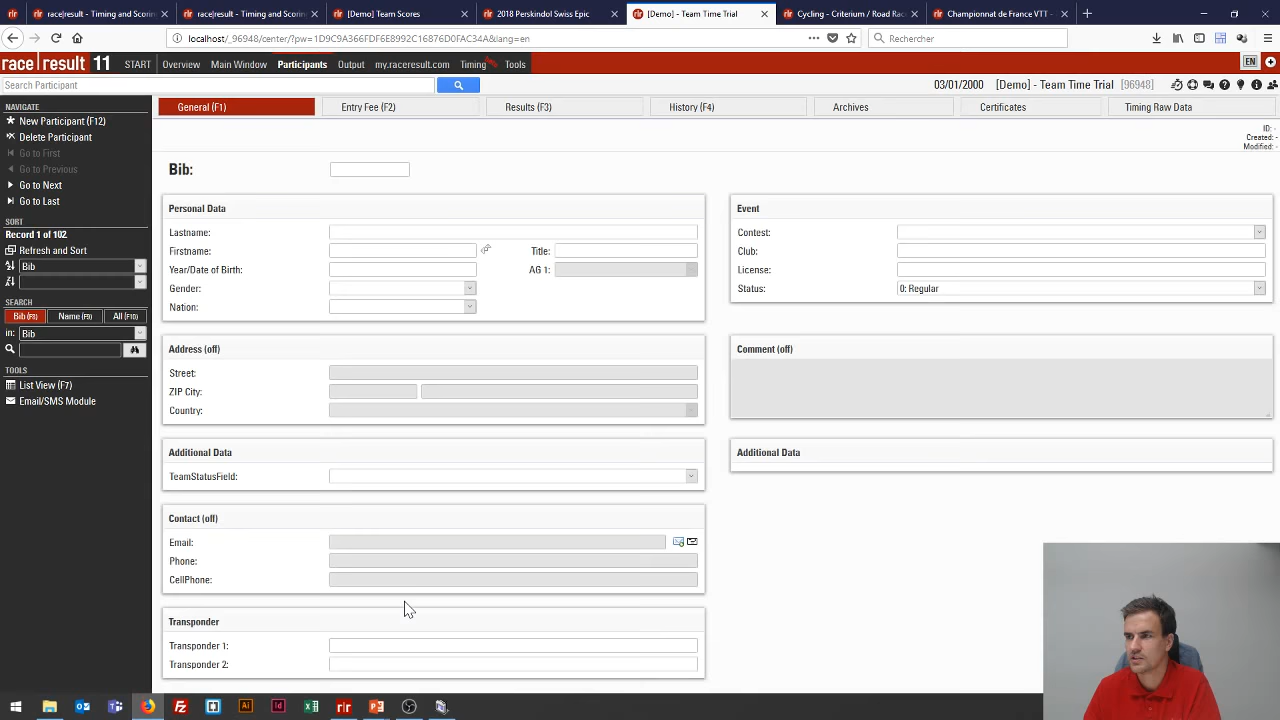 race|result - Timing and Scorin
race|result - Timing and Scorin
[Demo] Team Scores
2018 Perskindol Swiss Epic
[Demo] - Team Time Trial
Cycling - Criterium / Road Rac
Championnat de France VTT -
localhost/_96948/center/?pw=1D9C9A366FDF6E8992C16876D0FAC34A&lang=en
Rechercher
race|result 11
START
Overview
Main Window
Participants
Output
my.raceresult.com
Timing
Tools
EN
Search Participant
03/01/2000
[Demo] - Team Time Trial
[96948]
NAVIGATE
New Participant (F12)
Delete Participant
Go to First
Go to Previous
Go to Next
Go to Last
SORT
Record 1 of 102
Refresh and Sort
Bib
SEARCH
Bib (F8)
Name (F9)
All (F10)
in:
Bib
TOOLS
List View (F7)
Email/SMS Module
General (F1)
Entry Fee (F2)
Results (F3)
History (F4)
Archives
Certificates
Timing Raw Data
ID: -
Created: -
Modified: -
Bib:
Personal Data
Lastname:
Firstname:
Title:
Year/Date of Birth:
AG 1:
Gender:
Nation:
Event
Contest:
Club:
License:
Status:
0: Regular
Address (off)
Street:
ZIP City:
Country:
Comment (off)
Additional Data
TeamStatusField:
Additional Data
Contact (off)
Email:
Phone:
CellPhone:
Transponder
Transponder 1:
Transponder 2: